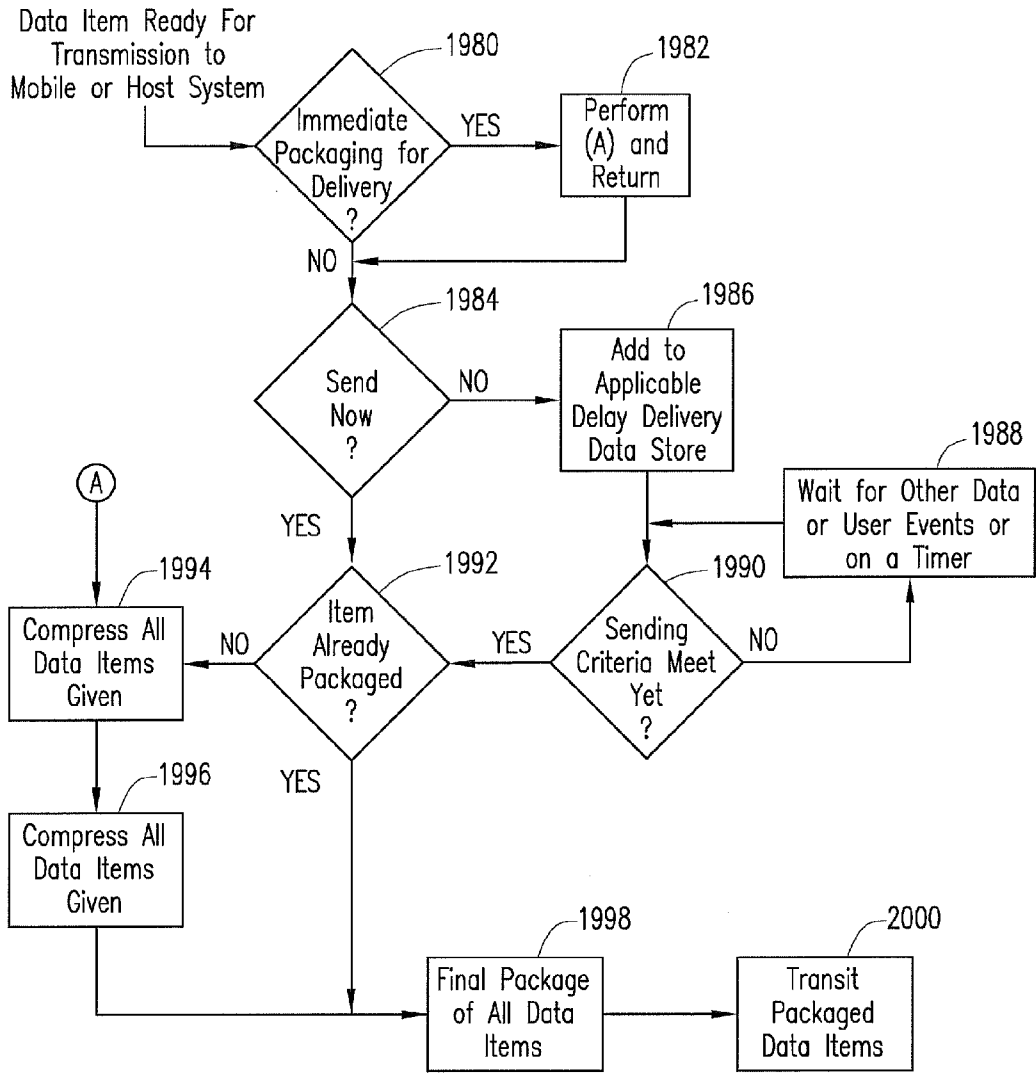 Data Item Ready For
Transmission to
Mobile or Host System
1980
Immediate
Packaging for
Delivery
?
YES
1982
Perform
(A) and
Return
NO
1984
Send
Now
?
NO
1986
Add to
Applicable
Delay Delivery
Data Store
1988
Wait for Other Data
or User Events or
on a Timer
A
YES
1994
Compress All
Data Items
Given
NO
1992
Item
Already
Packaged
?
YES
1990
Sending
Criteria Meet
Yet
?
NO
YES
1996
Compress All
Data Items
Given
1998
Final Package
of All Data
Items
2000
Transit
Packaged
Data Items